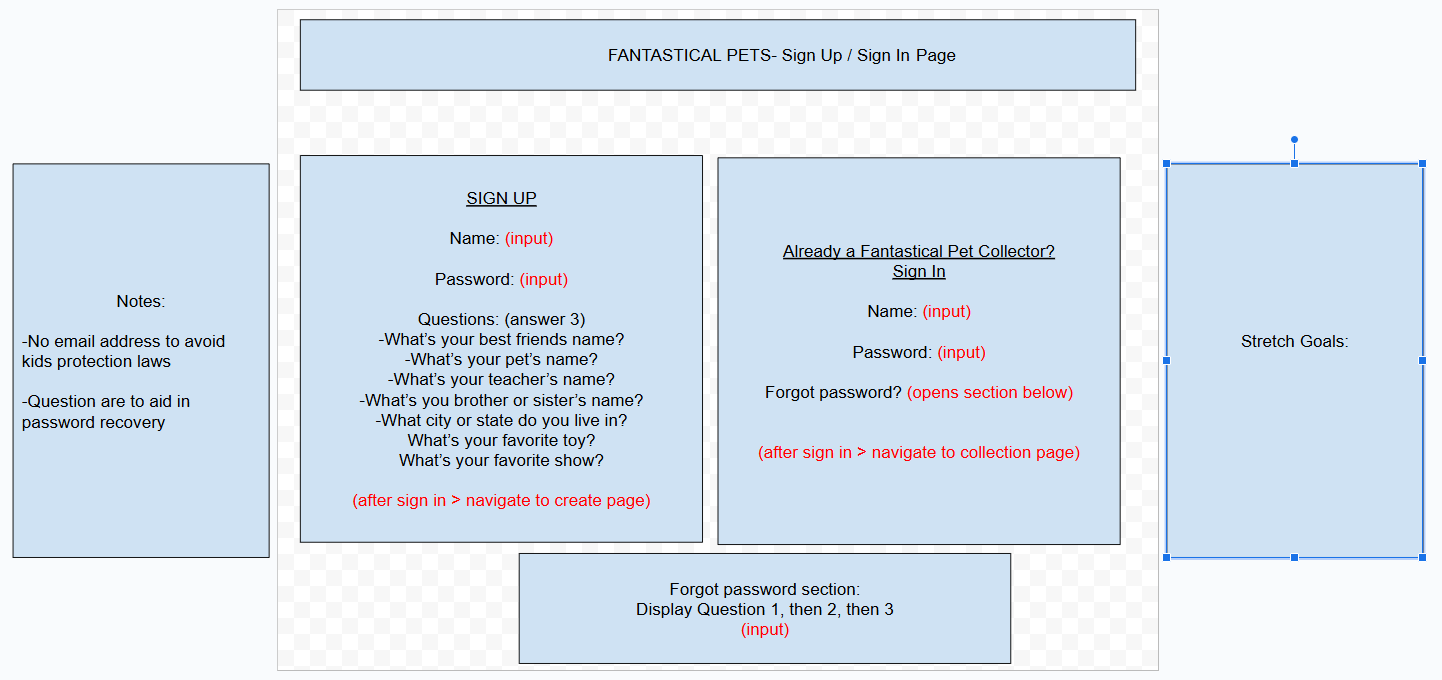 FANTASTICAL PETS- Sign Up / Sign In Page
Notes:
-No email address to avoid
kids protection laws
-Question are to aid in
password recovery
SIGN UP
Name: (input)
Password: (input)
Questions: (answer 3)
-What's your best friends name?
-What's your pet's name?
-What's your teacher's name?
-What's you brother or sister's name?
-What city or state do you live in?
What's your favorite toy?
What's your favorite show?
(after sign in > navigate to create page)
Already a Fantastical Pet Collector?
Sign In
Name: (input)
Password: (input)
Forgot password? (opens section below)
(after sign in > navigate to collection page)
Stretch Goals:
Forgot password section:
Display Question 1, then 2, then 3
(input)